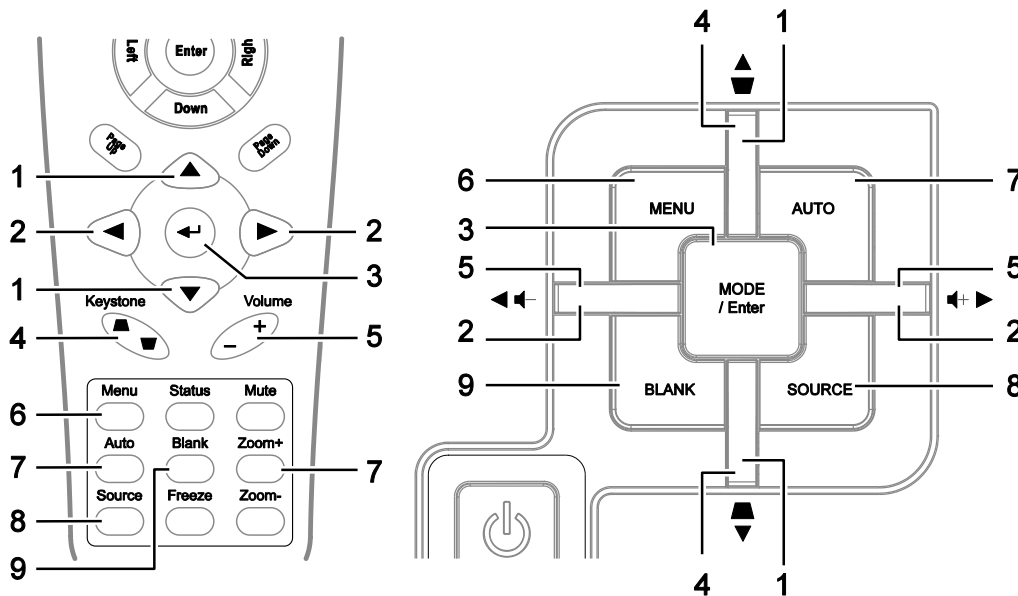 4 1
Left Enter Righ
Down
Page Up Page Down
1
2 2
3
1
Keystone Volume
4 + − 5
Menu Status Mute
6
Auto Blank Zoom+
7 7
Source Freeze Zoom-
8
9
6 7
MENU AUTO
3
5 5
MODE
/ Enter
− +
2 2
9 8
BLANK SOURCE
4 1